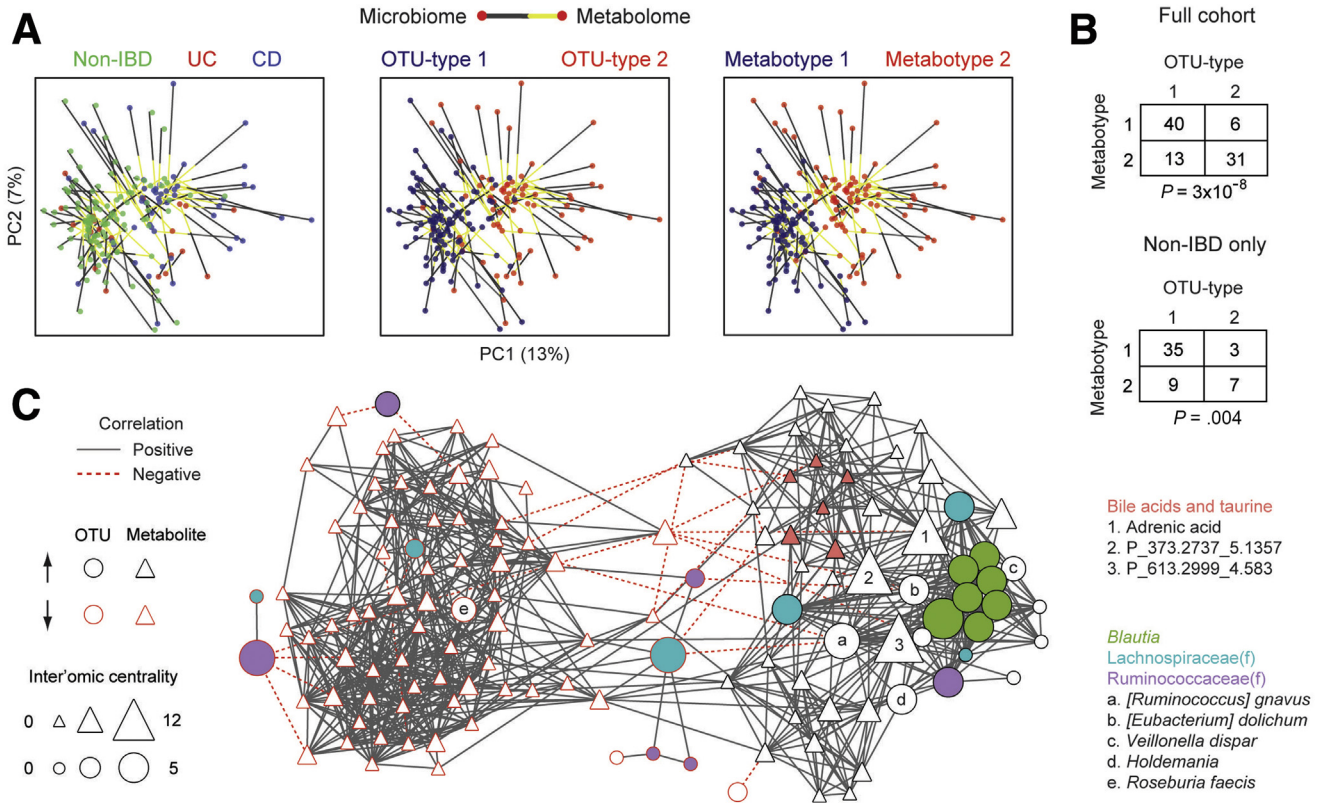 A
Microbiome Metabolome
Non-IBD UC CD
OTU-type 1 OTU-type 2
Metabotype 1 Metabotype 2
PC2 (7%)
PC1 (13%)
B
Full cohort
OTU-type
1 2
Metabotype
1 40 6
2 13 31
P = 3x10⁻⁸
Non-IBD only
OTU-type
1 2
Metabotype
1 35 3
2 9 7
P = .004
C
Correlation
Positive
Negative
OTU Metabolite
Inter'omic centrality
0 12
0 5
e
1
2
3
a
b
c
d
Bile acids and taurine
1. Adrenic acid
2. P_373.2737_5.1357
3. P_613.2999_4.583
Blautia
Lachnospiraceae(f)
Ruminococcaceae(f)
a. [Ruminococcus] gnavus
b. [Eubacterium] dolichum
c. Veillonella dispar
d. Holdemania
e. Roseburia faecis